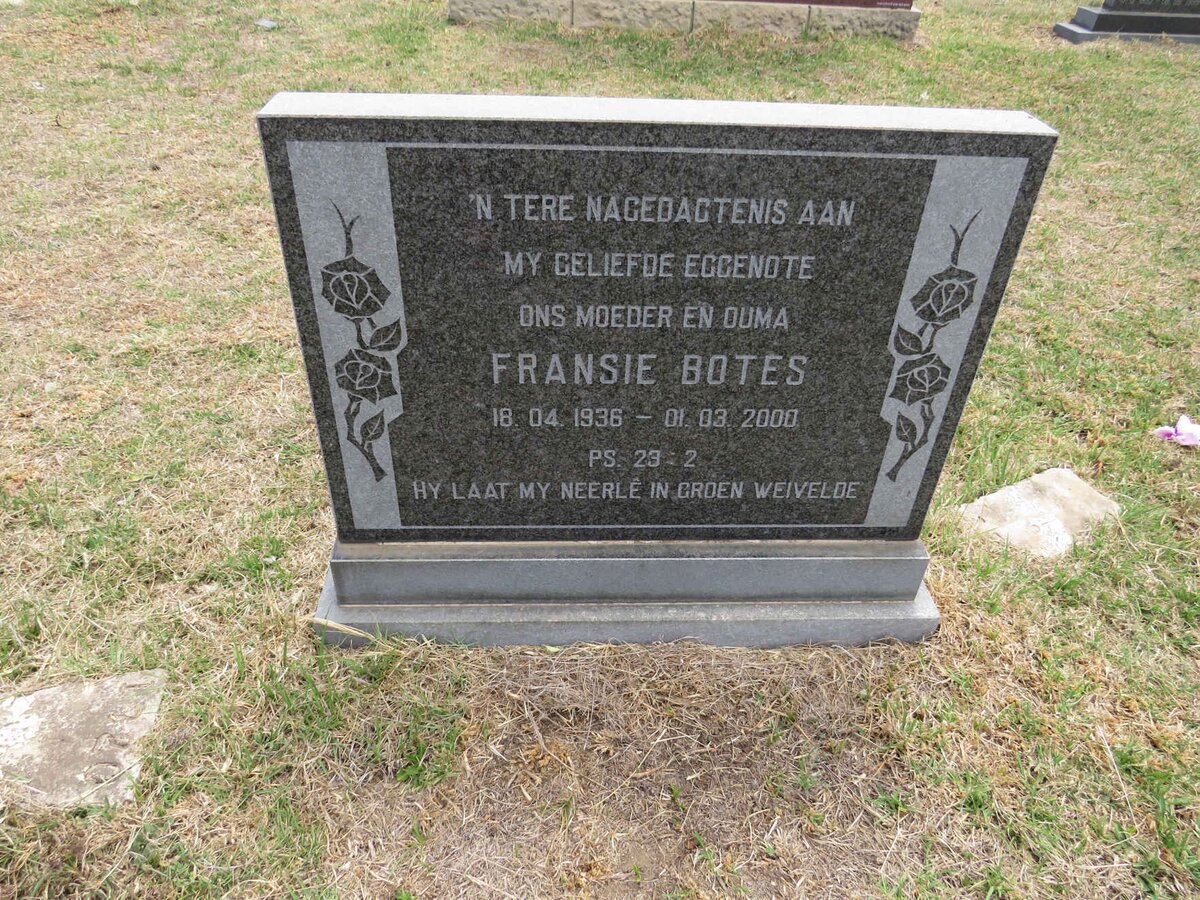 'N TERE NAGEDAGTENIS AAN
MY GELIEFDE EGGENOTE
ONS MOEDER EN OUMA
FRANSIE BOTES
18. 04. 1936 – 01. 03. 2000
PS. 23 : 2
HY LAAT MY NEERLÊ IN GROEN WEIVELDE